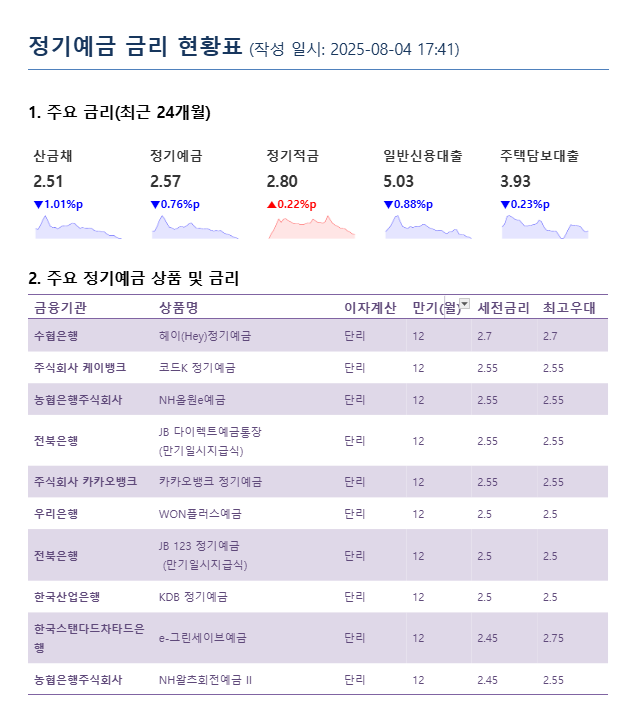 정기예금 금리 현황표 (작성 일시: 2025-08-04 17:41)
1. 주요 금리(최근 24개월)
산금채 정기예금 정기적금 일반신용대출 주택담보대출
2.51 2.57 2.80 5.03 3.93
▼1.01%p ▼0.76%p ▲0.22%p ▼0.88%p ▼0.23%p
2. 주요 정기예금 상품 및 금리
금융기관 상품명 이자계산 만기(월) 세전금리 최고우대
수협은행 헤이(Hey)정기예금 단리 12 2.7 2.7
주식회사 케이뱅크 코드K 정기예금 단리 12 2.55 2.55
농협은행주식회사 NH올원e예금 단리 12 2.55 2.55
전북은행 JB 다이렉트예금통장
(만기일시지급식) 단리 12 2.55 2.55
주식회사 카카오뱅크 카카오뱅크 정기예금 단리 12 2.55 2.55
우리은행 WON플러스예금 단리 12 2.5 2.5
전북은행 JB 123 정기예금
(만기일시지급식) 단리 12 2.5 2.5
한국산업은행 KDB 정기예금 단리 12 2.5 2.5
한국스탠다드차타드은
행 e-그린세이브예금 단리 12 2.45 2.75
농협은행주식회사 NH왈츠회전예금 II 단리 12 2.45 2.55